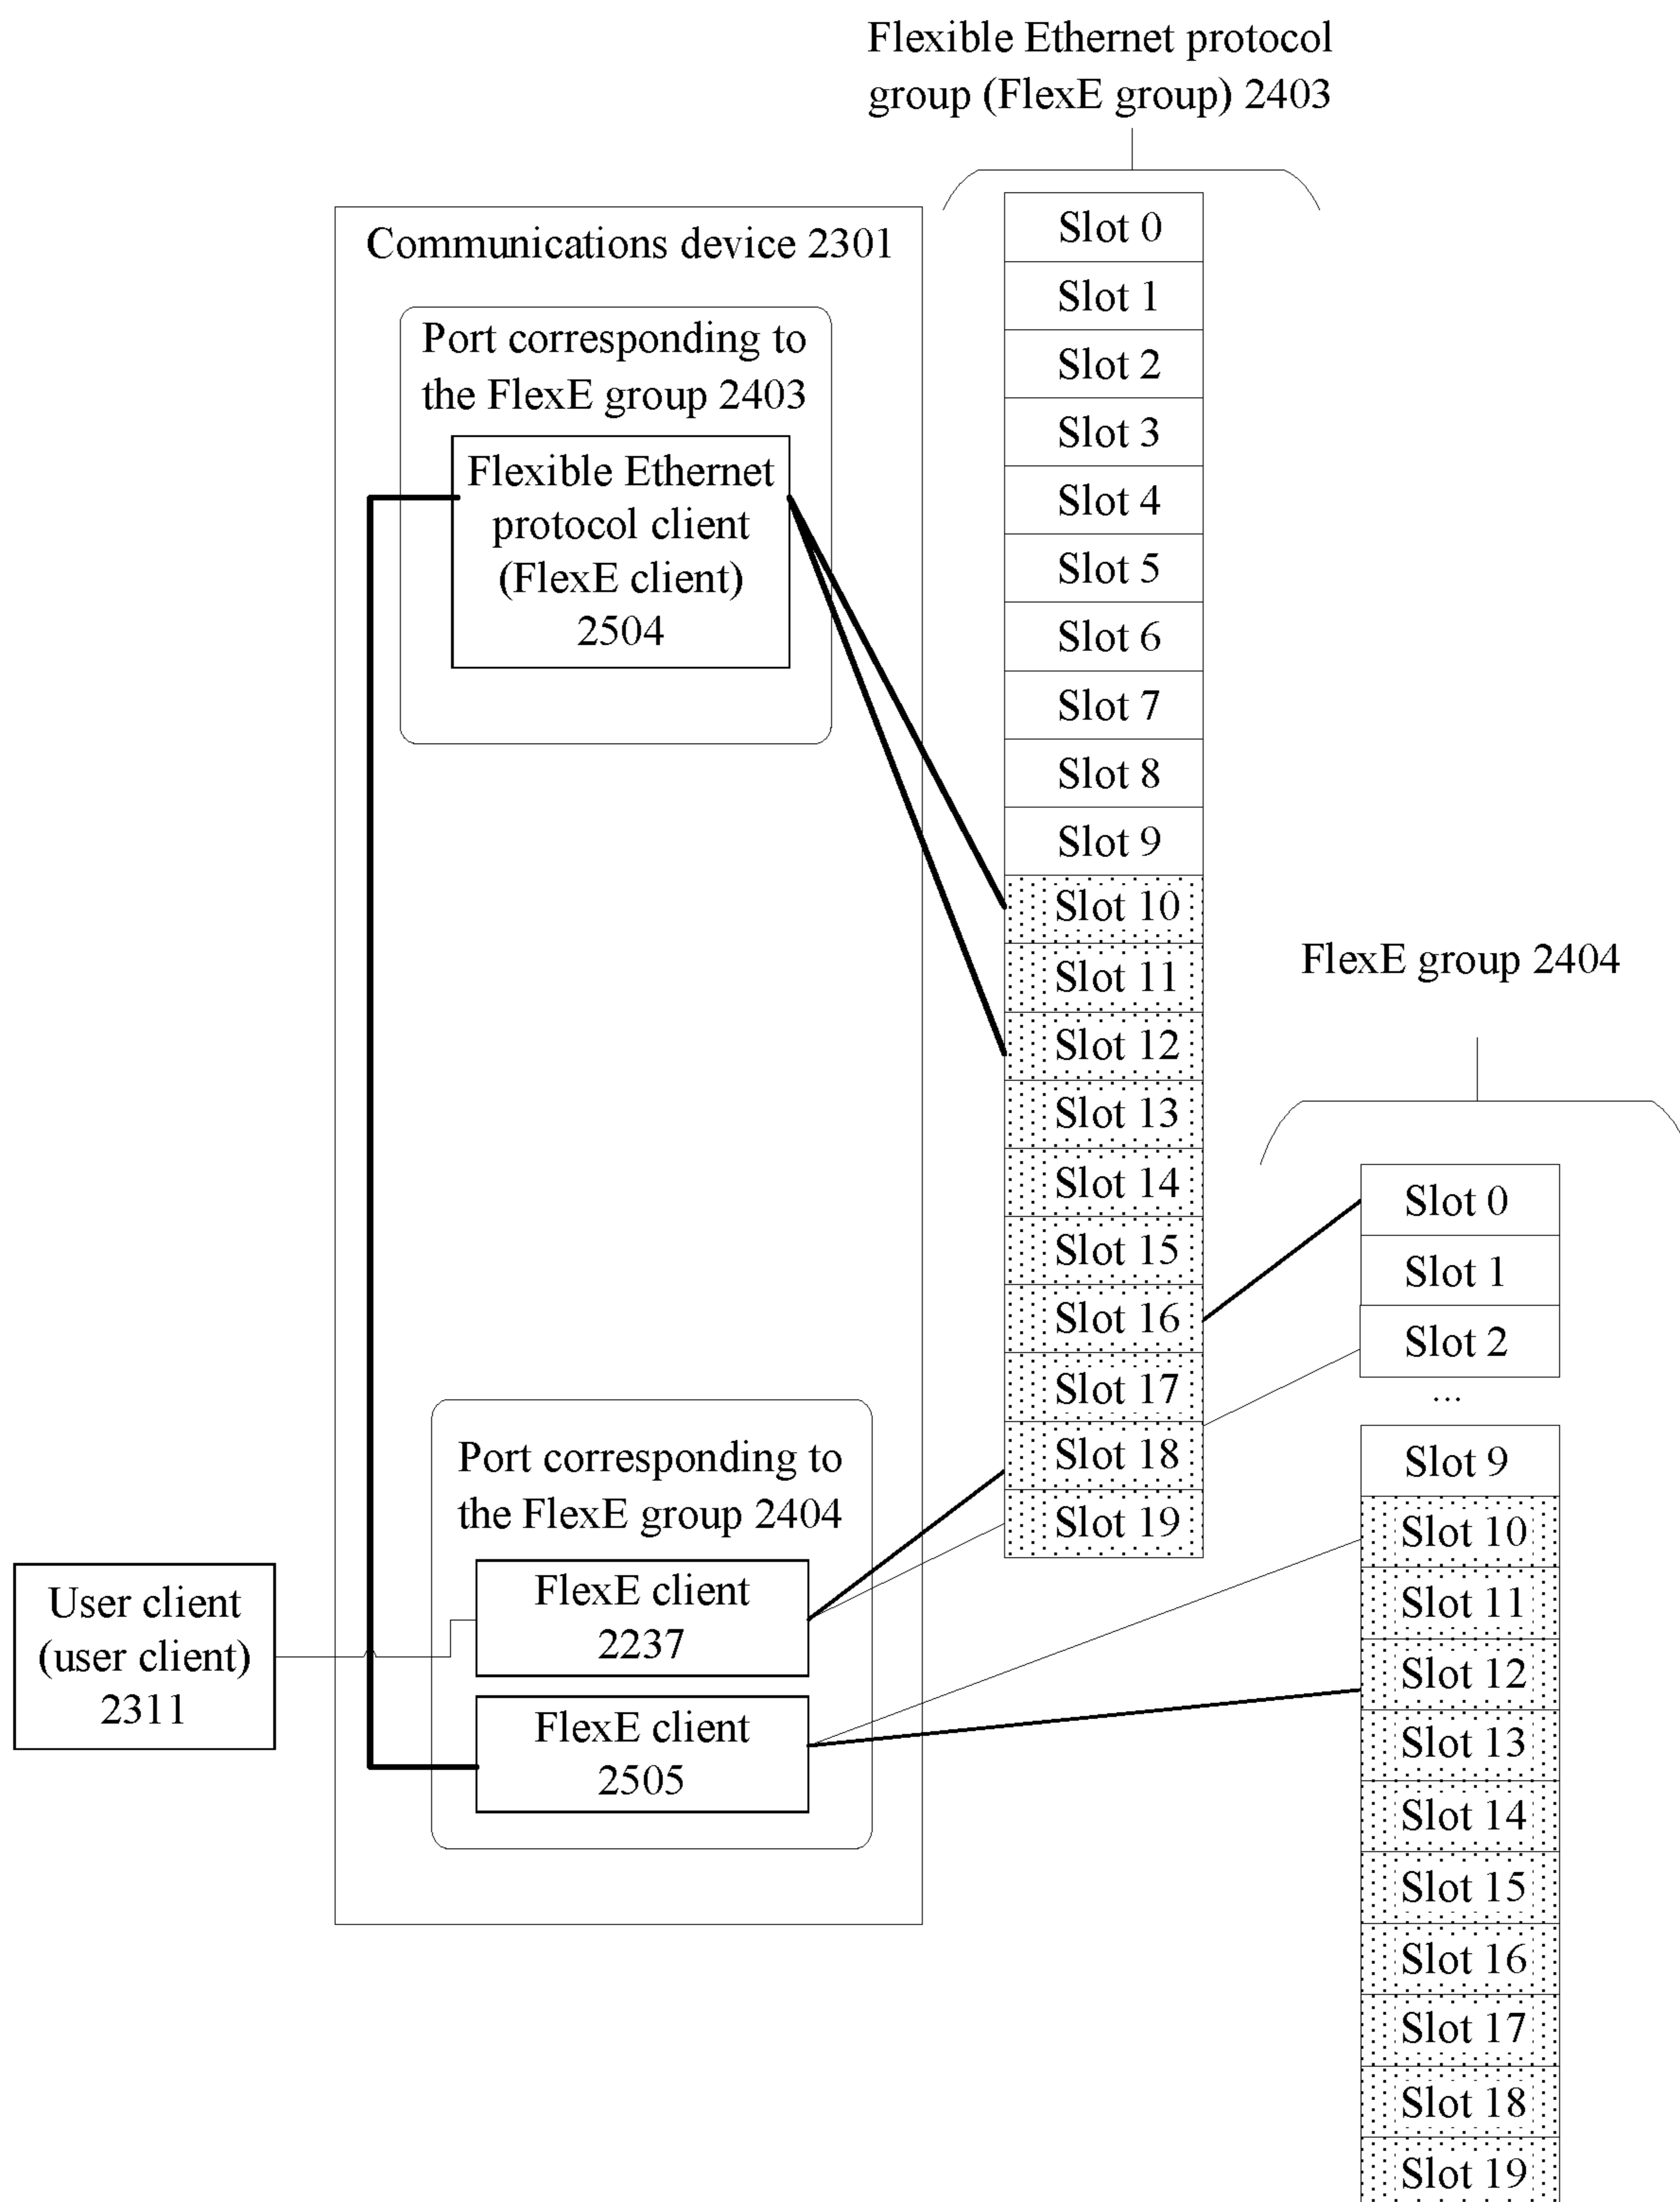 Flexible Ethernet protocol
group (FlexE group) 2403
Communications device 2301
Port corresponding to
the FlexE group 2403
Flexible Ethernet
protocol client
(FlexE client)
2504
Slot 0
Slot 1
Slot 2
Slot 3
Slot 4
Slot 5
Slot 6
Slot 7
Slot 8
Slot 9
Slot 10
Slot 11
Slot 12
Slot 13
Slot 14
Slot 15
Slot 16
Slot 17
Slot 18
Slot 19
FlexE group 2404
Slot 0
Slot 1
Slot 2
...
Slot 9
Slot 10
Slot 11
Slot 12
Slot 13
Slot 14
Slot 15
Slot 16
Slot 17
Slot 18
Slot 19
Port corresponding to
the FlexE group 2404
FlexE client
2237
FlexE client
2505
User client
(user client)
2311